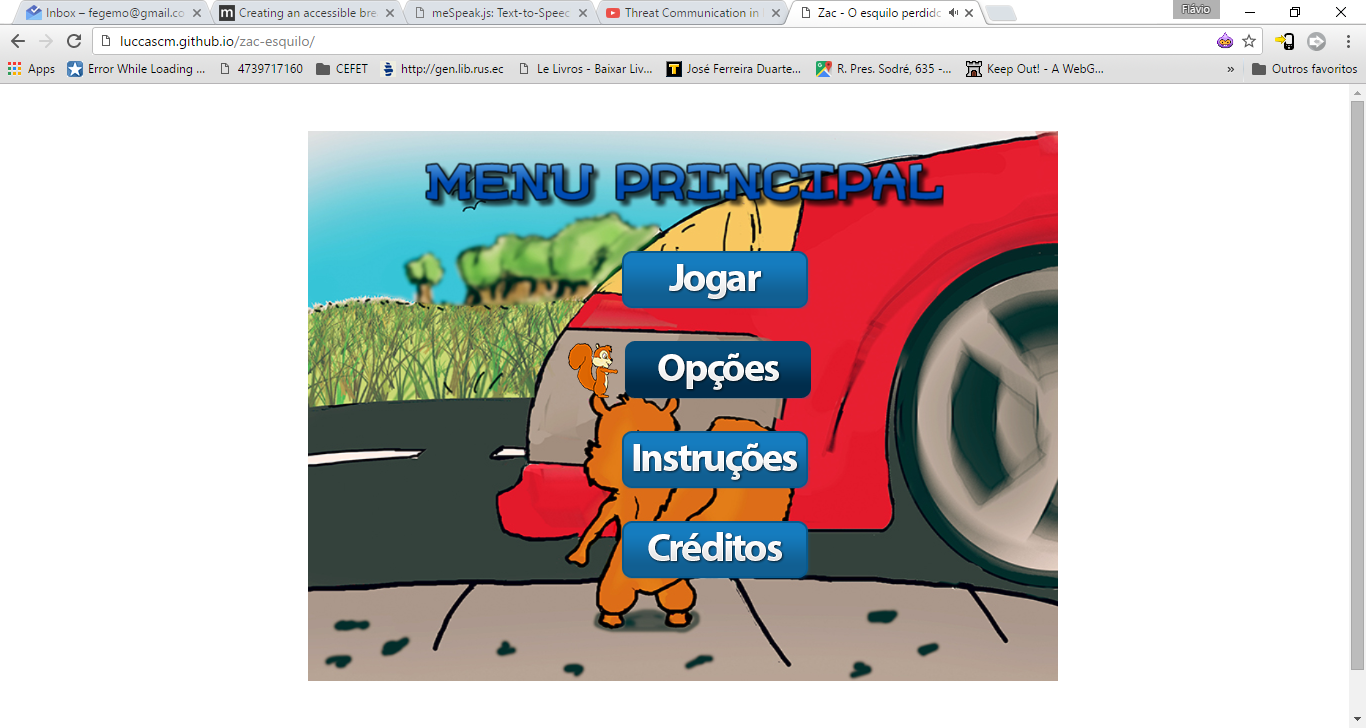 Inbox – fegemo@gmail.co
Creating an accessible bre
meSpeak.js: Text-to-Speec
Threat Communication in
Zac - O esquilo perdido
Flávio
luccascm.github.io/zac-esquilo/
Apps
Error While Loading ...
4739717160
CEFET
http://gen.lib.rus.ec
Le Livros - Baixar Liv...
José Ferreira Duarte...
R. Pres. Sodré, 635 -...
Keep Out! - A WebG...
»
Outros favoritos
MENU PRINCIPAL
Jogar
Opções
Instruções
Créditos